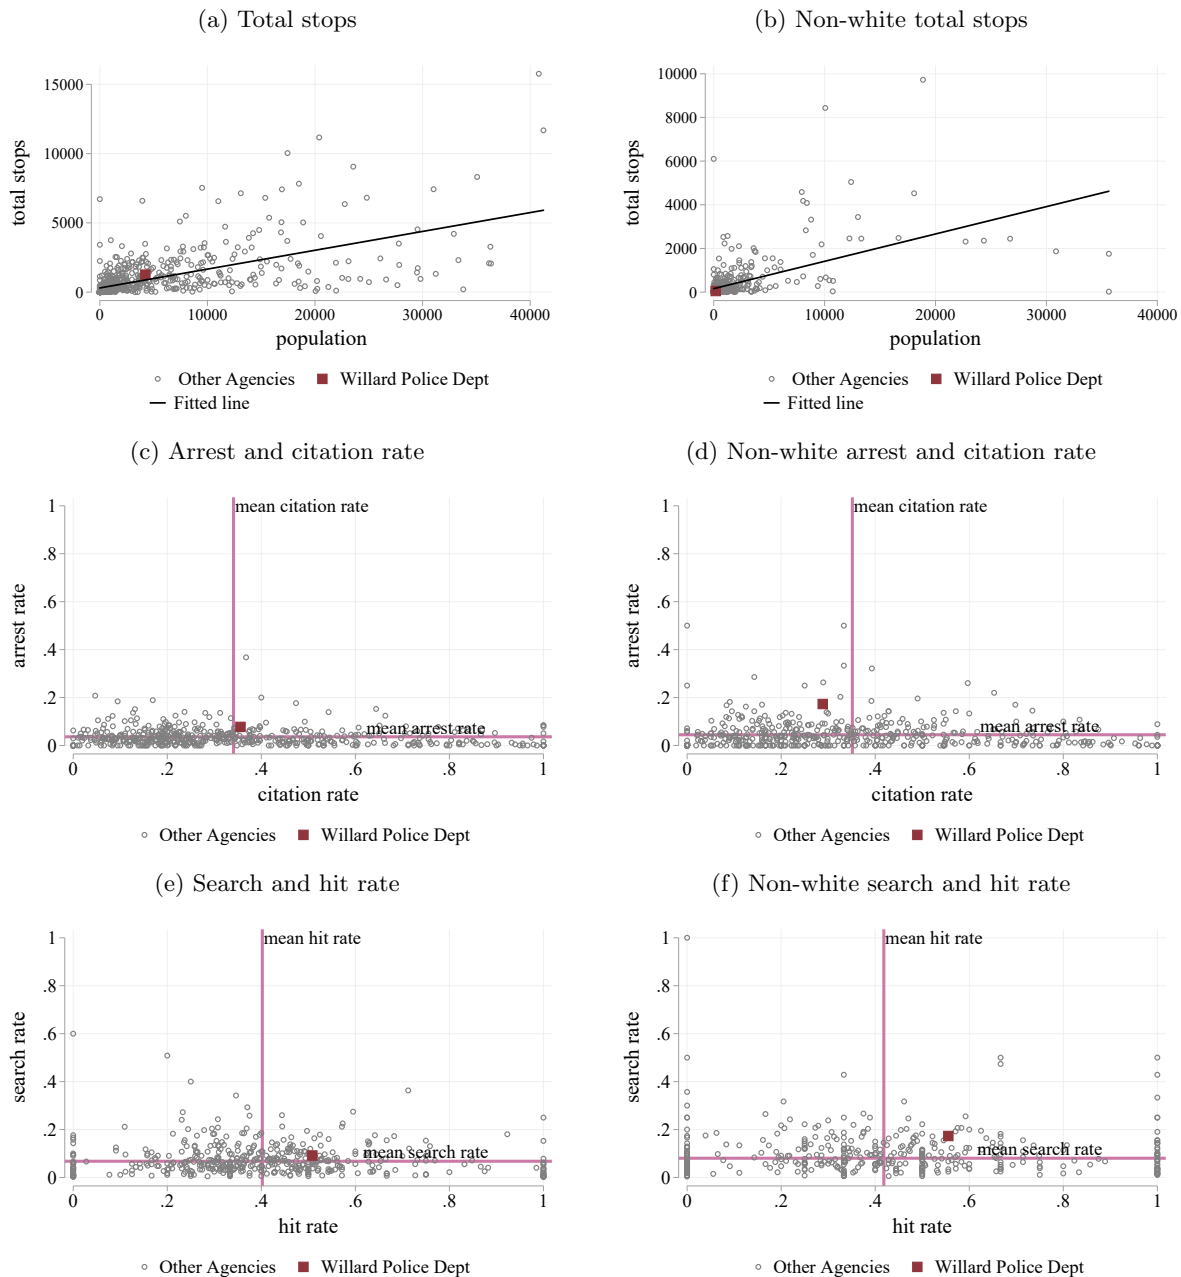 (a) Total stops
(b) Non-white total stops
15000
10000
5000
0
total stops
0 10000 20000 30000 40000
population
Other Agencies Willard Police Dept
Fitted line
10000
8000
6000
4000
2000
0
total stops
0 10000 20000 30000 40000
population
Other Agencies Willard Police Dept
Fitted line
(c) Arrest and citation rate
(d) Non-white arrest and citation rate
1
.8
.6
.4
.2
0
arrest rate
mean citation rate
mean arrest rate
0 .2 .4 .6 .8 1
citation rate
Other Agencies Willard Police Dept
1
.8
.6
.4
.2
0
arrest rate
mean citation rate
mean arrest rate
0 .2 .4 .6 .8 1
citation rate
Other Agencies Willard Police Dept
(e) Search and hit rate
(f) Non-white search and hit rate
1
.8
.6
.4
.2
0
search rate
mean hit rate
mean search rate
0 .2 .4 .6 .8 1
hit rate
Other Agencies Willard Police Dept
1
.8
.6
.4
.2
0
search rate
mean hit rate
mean search rate
0 .2 .4 .6 .8 1
hit rate
Other Agencies Willard Police Dept